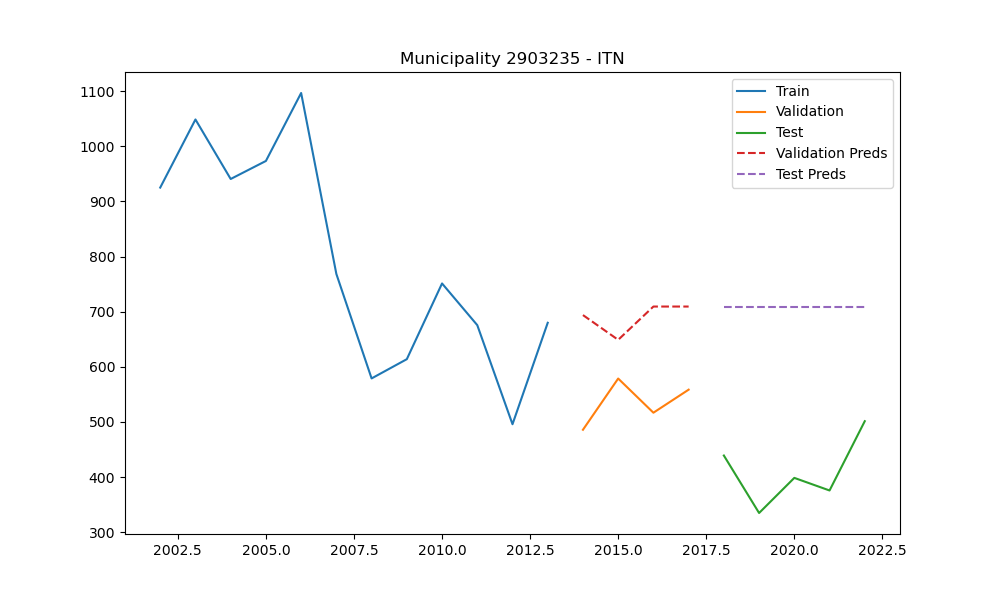 Municipality 2903235 - ITN
Train
Validation
Test
Validation Preds
Test Preds
1100
1000
900
800
700
600
500
400
300
2002.5 2005.0 2007.5 2010.0 2012.5 2015.0 2017.5 2020.0 2022.5